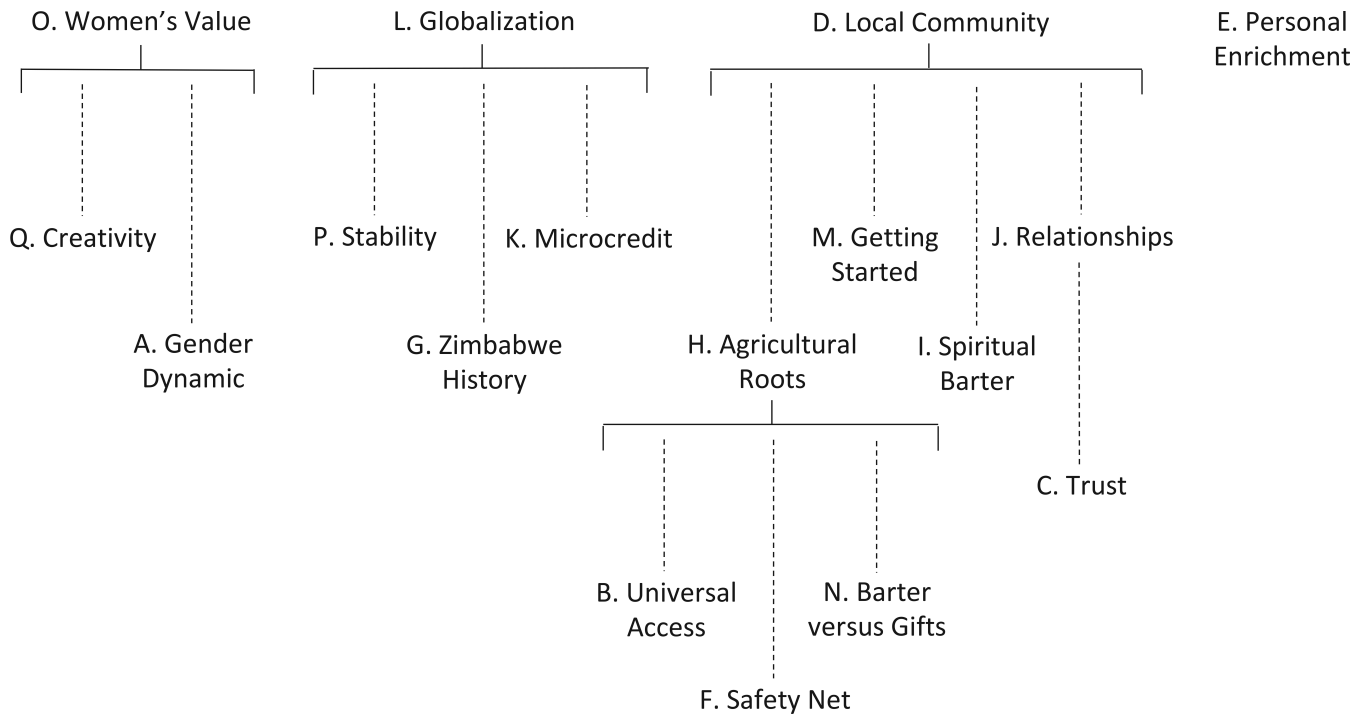 O. Women’s Value
L. Globalization
D. Local Community
E. Personal
Enrichment
Q. Creativity
P. Stability
K. Microcredit
M. Getting
Started
J. Relationships
A. Gender
Dynamic
G. Zimbabwe
History
H. Agricultural
Roots
I. Spiritual
Barter
C. Trust
B. Universal
Access
N. Barter
versus Gifts
F. Safety Net